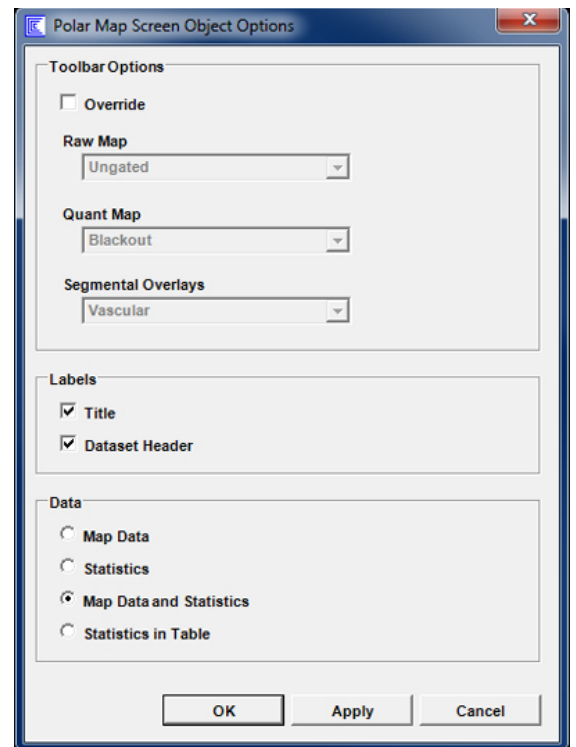 Polar Map Screen Object Options
Toolbar Options
Override
Raw Map
Ungated
Quant Map
Blackout
Segmental Overlays
Vascular
Labels
Title
Dataset Header
Data
Map Data
Statistics
Map Data and Statistics
Statistics in Table
OK Apply Cancel